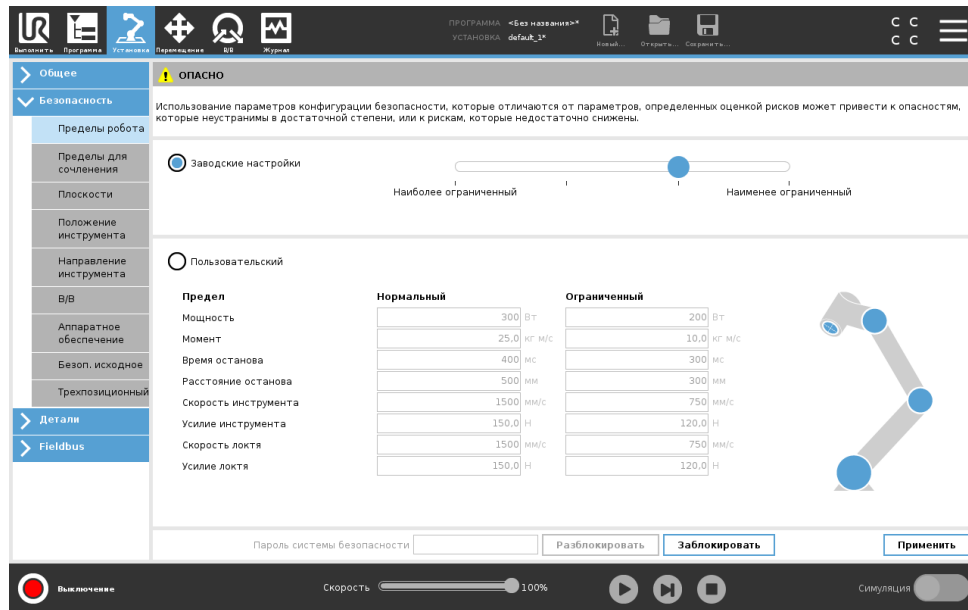 ПРОГРАММА <Без названия>*
УСТАНОВКА default_1*
C C
C C
Выполнить Программа Установка Перемещение В/В Журнал
Новый... Открыть... Сохранить...
Общее
Безопасность
Пределы робота
Пределы для
сочленения
Плоскости
Положение
инструмента
Направление
инструмента
В/В
Аппаратное
обеспечение
Безоп. исходное
Трехпозиционный
Детали
Fieldbus
ОПАСНО
Использование параметров конфигурации безопасности, которые отличаются от параметров, определенных оценкой рисков может привести к опасностям,
которые неустранимы в достаточной степени, или к рискам, которые недостаточно снижены.
Заводские настройки
Наиболее ограниченный Наименее ограниченный
Пользовательский
Предел Нормальный Ограниченный
Мощность 300 Вт 200 Вт
Момент 25,0 кг м/с 10,0 кг м/с
Время останова 400 мс 300 мс
Расстояние останова 500 мм 300 мм
Скорость инструмента 1500 мм/с 750 мм/с
Усилие инструмента 150,0 Н 120,0 Н
Скорость локтя 1500 мм/с 750 мм/с
Усилие локтя 150,0 Н 120,0 Н
Пароль системы безопасности Разблокировать Заблокировать Применить
Выключение Скорость 100% Симуляция